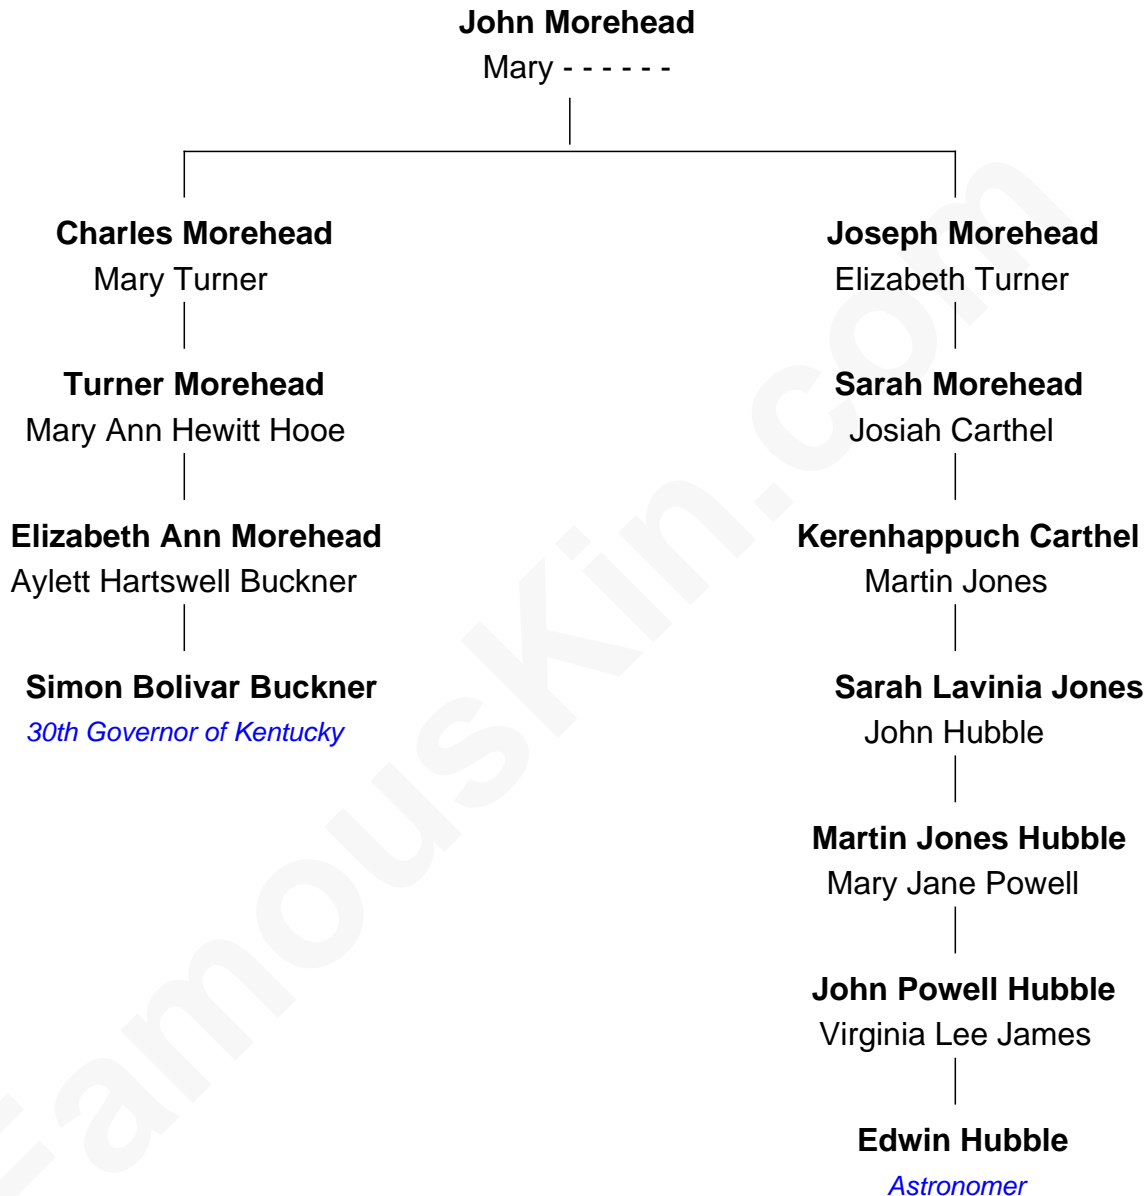 John Morehead
Mary - - - - - -
Charles Morehead
Mary Turner
Turner Morehead
Mary Ann Hewitt Hooe
Elizabeth Ann Morehead
Aylett Hartswell Buckner
Simon Bolivar Buckner
30th Governor of Kentucky
Joseph Morehead
Elizabeth Turner
Sarah Morehead
Josiah Carthel
Kerenhappuch Carthel
Martin Jones
Sarah Lavinia Jones
John Hubble
Martin Jones Hubble
Mary Jane Powell
John Powell Hubble
Virginia Lee James
Edwin Hubble
Astronomer
FamousKin.com